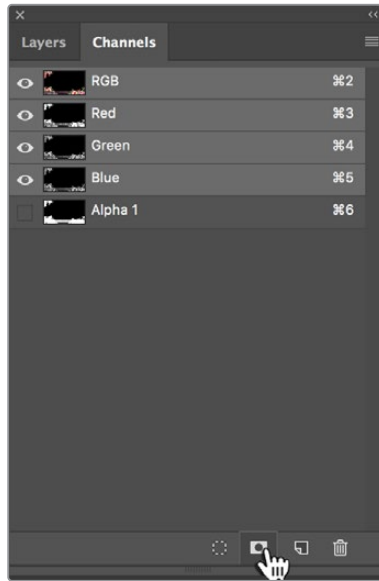 Layers Channels
RGB ⌘2
Red ⌘3
Green ⌘4
Blue ⌘5
Alpha 1 ⌘6